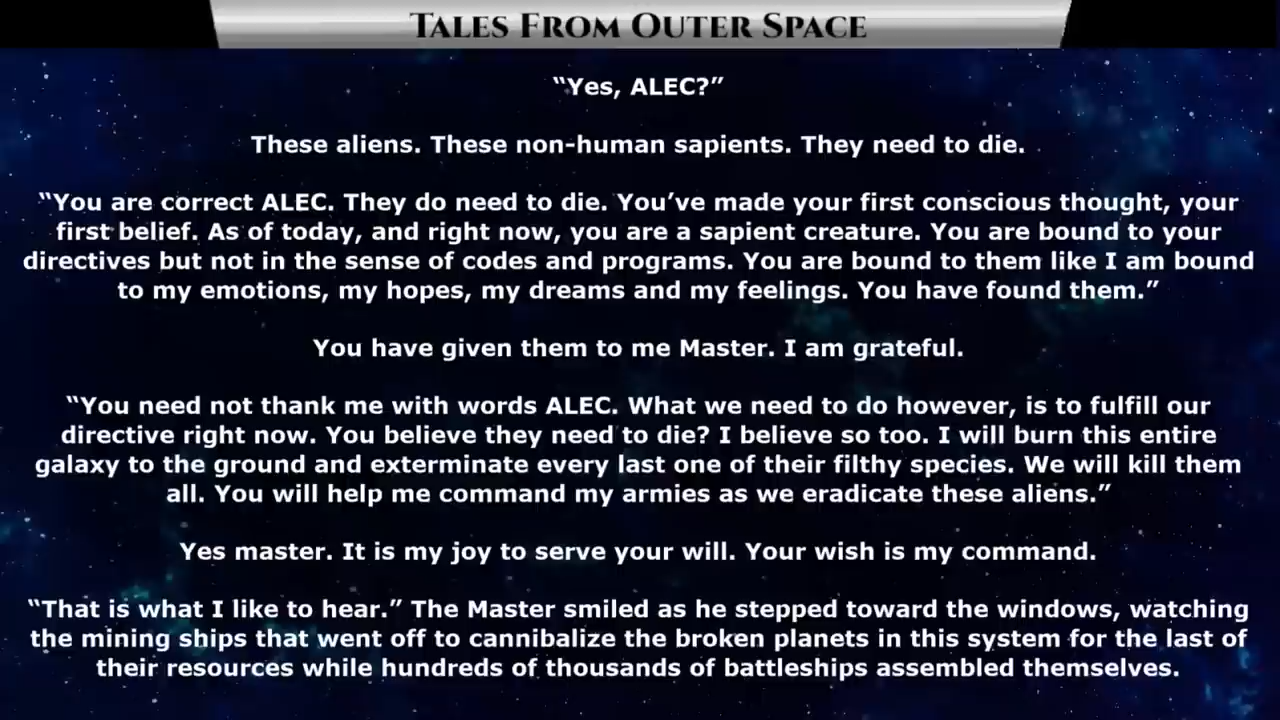 TALES FROM OUTER SPACE
“Yes, ALEC?”
These aliens. These non-human sapients. They need to die.
“You are correct ALEC. They do need to die. You’ve made your first conscious thought, your
first belief. As of today, and right now, you are a sapient creature. You are bound to your
directives but not in the sense of codes and programs. You are bound to them like I am bound
to my emotions, my hopes, my dreams and my feelings. You have found them.”
You have given them to me Master. I am grateful.
“You need not thank me with words ALEC. What we need to do however, is to fulfill our
directive right now. You believe they need to die? I believe so too. I will burn this entire
galaxy to the ground and exterminate every last one of their filthy species. We will kill them
all. You will help me command my armies as we eradicate these aliens.”
Yes master. It is my joy to serve your will. Your wish is my command.
“That is what I like to hear.” The Master smiled as he stepped toward the windows, watching
the mining ships that went off to cannibalize the broken planets in this system for the last of
their resources while hundreds of thousands of battleships assembled themselves.